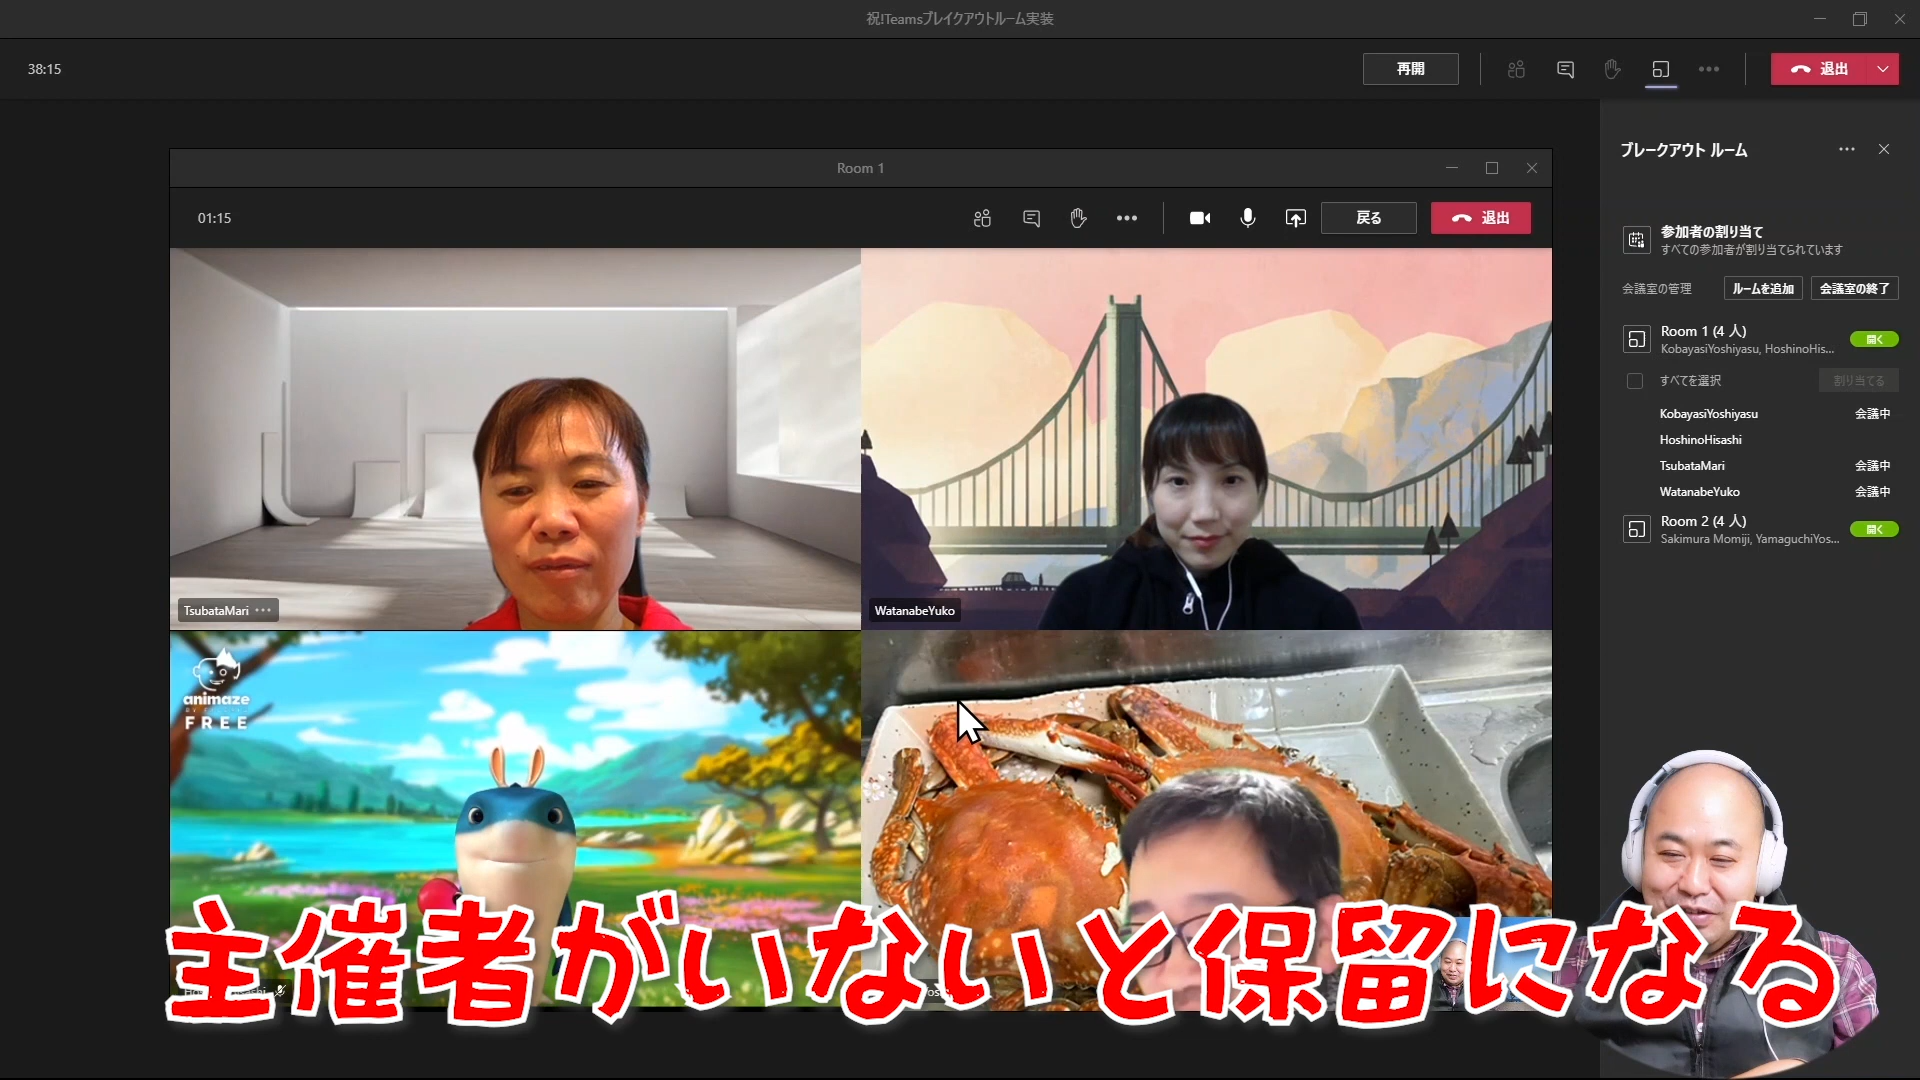 祝!Teamsブレイクアウトルーム実装
38:15
再開
退出
Room 1
01:15
戻る
退出
ブレークアウト ルーム
参加者の割り当て
すべての参加者が割り当てられています
会議室の管理
ルームを追加
会議室の終了
Room 1 (4 人)
KobayasiYoshiyasu, HoshinoHis...
開く
すべてを選択
割り当てる
KobayasiYoshiyasu
会議中
HoshinoHisashi
TsubataMari
会議中
WatanabeYuko
会議中
Room 2 (4 人)
Sakimura Momiji, YamaguchiYos...
開く
TsubataMari
WatanabeYuko
animaze
FREE
主催者がいないと保留になる